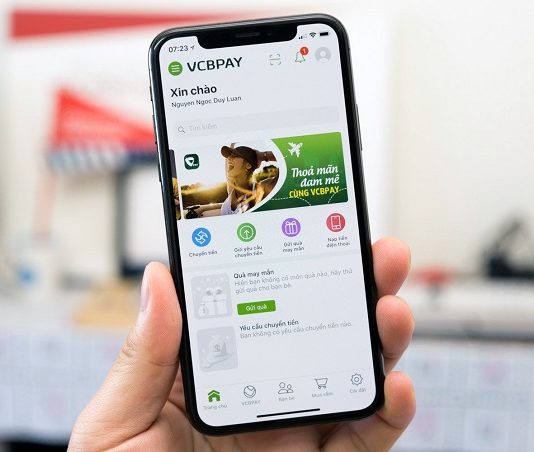 07:23
VCBPAY
1
Xin chào
Nguyen Ngoc Duy Luan
Tìm kiếm
Thoả mãn
đam mê
CÙNG VCBPAY
Chuyển tiền
Gửi yêu cầu
chuyển tiền
Gửi quà
may mắn
Nạp tiền
điện thoại
Quà may mắn
Hiện bạn không có món quà nào, hãy thử
gửi quà cho bạn bè.
Gửi quà
Yêu cầu chuyển tiền
Bạn không có yêu cầu chuyển tiền nào.
Trang chủ
VCBPAY
Bạn bè
Mua sắm
Cài đặt